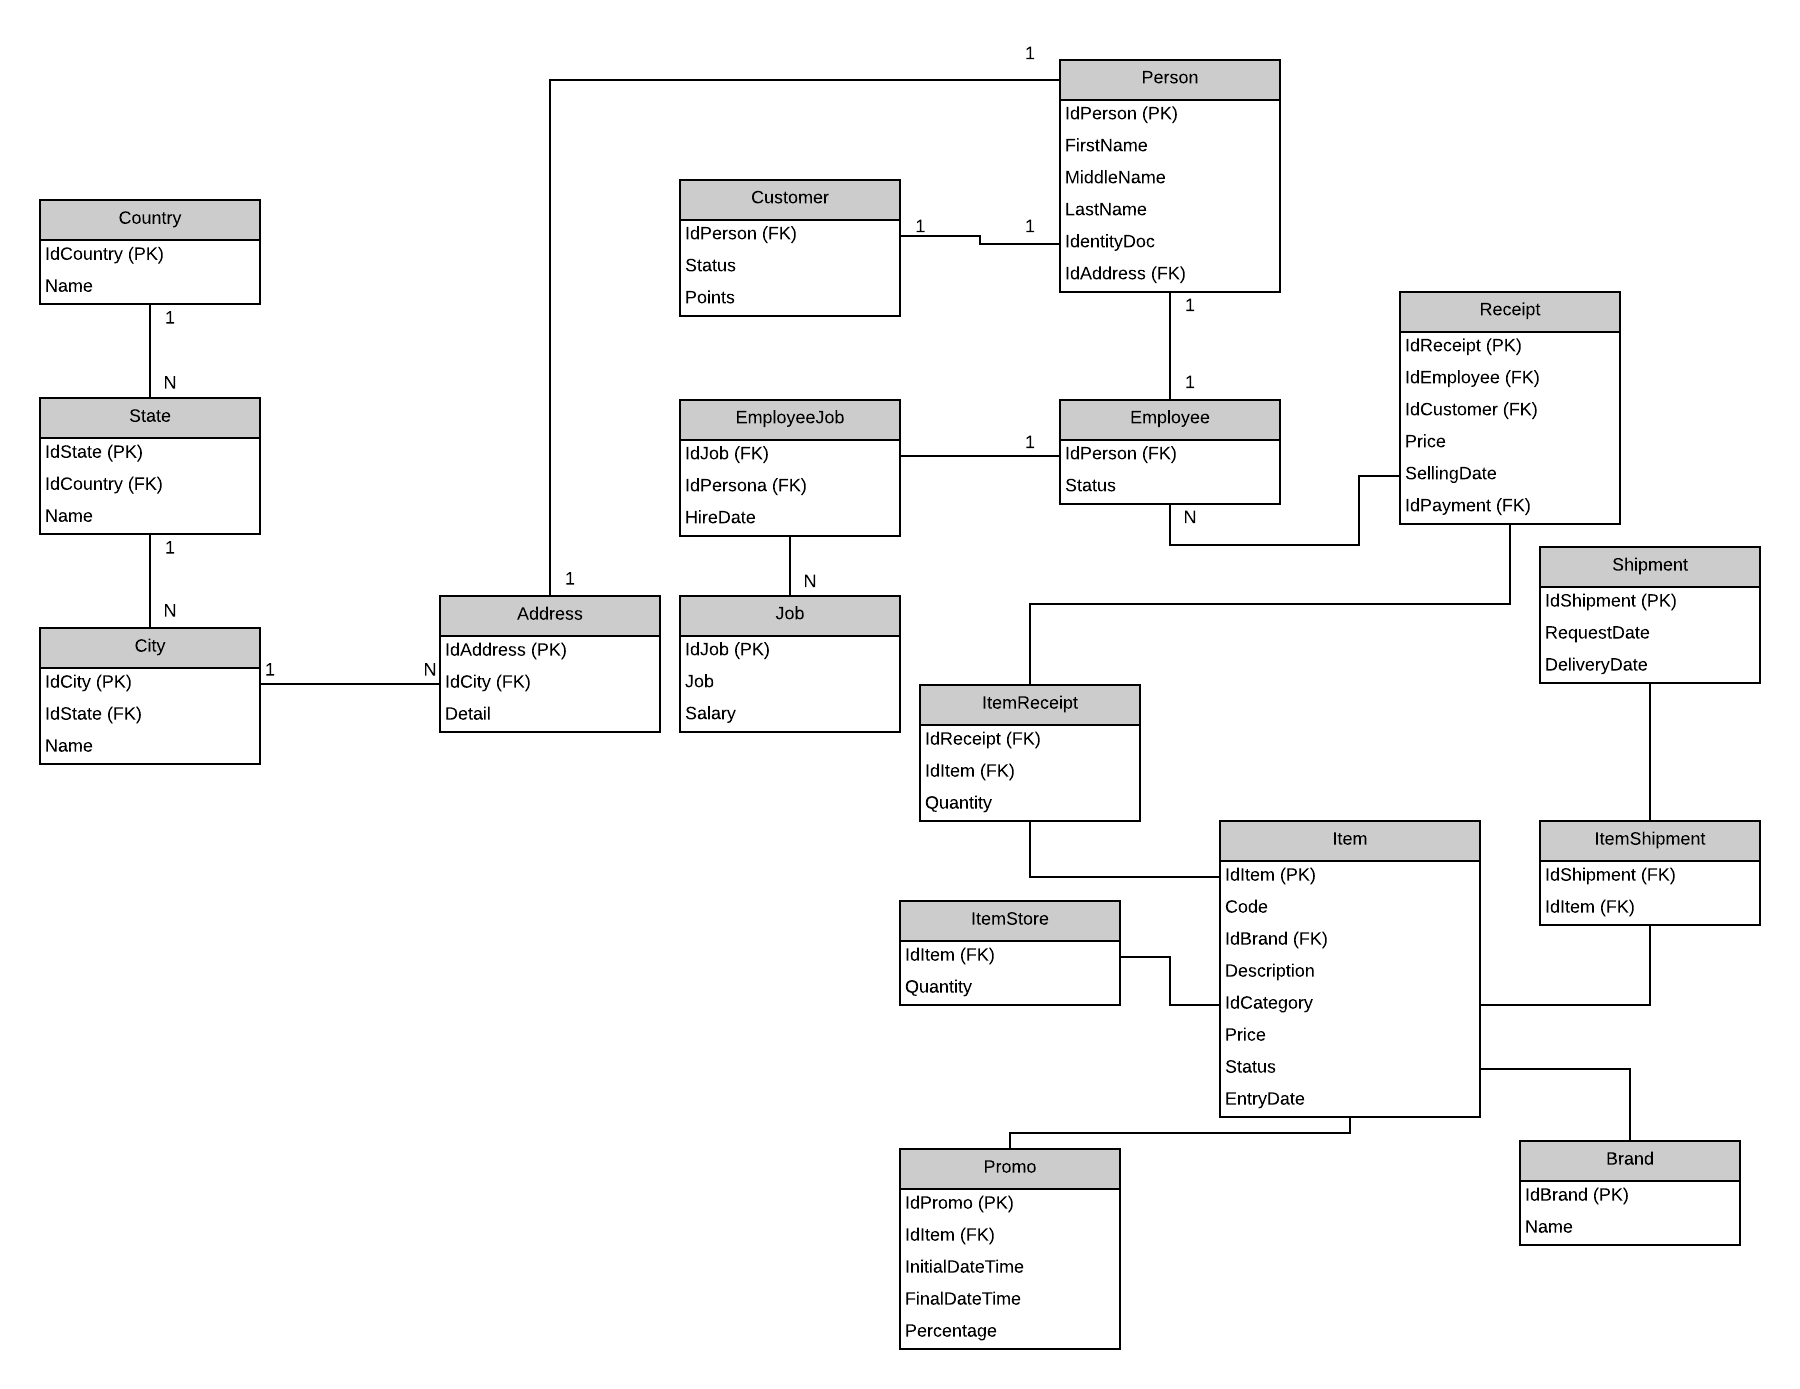 1
Person
IdPerson (PK)
FirstName
MiddleName
LastName
IdentityDoc
IdAddress (FK)
Customer
IdPerson (FK)
Status
Points
1
1
Country
IdCountry (PK)
Name
1
N
State
IdState (PK)
IdCountry (FK)
Name
1
N
City
IdCity (PK)
IdState (FK)
Name
1
N
1
Address
IdAddress (PK)
IdCity (FK)
Detail
1
1
Employee
IdPerson (FK)
Status
N
EmployeeJob
IdJob (FK)
IdPersona (FK)
HireDate
1
N
Job
IdJob (PK)
Job
Salary
Receipt
IdReceipt (PK)
IdEmployee (FK)
IdCustomer (FK)
Price
SellingDate
IdPayment (FK)
Shipment
IdShipment (PK)
RequestDate
DeliveryDate
ItemReceipt
IdReceipt (FK)
IdItem (FK)
Quantity
Item
IdItem (PK)
Code
IdBrand (FK)
Description
IdCategory
Price
Status
EntryDate
ItemShipment
IdShipment (FK)
IdItem (FK)
ItemStore
IdItem (FK)
Quantity
Promo
IdPromo (PK)
IdItem (FK)
InitialDateTime
FinalDateTime
Percentage
Brand
IdBrand (PK)
Name